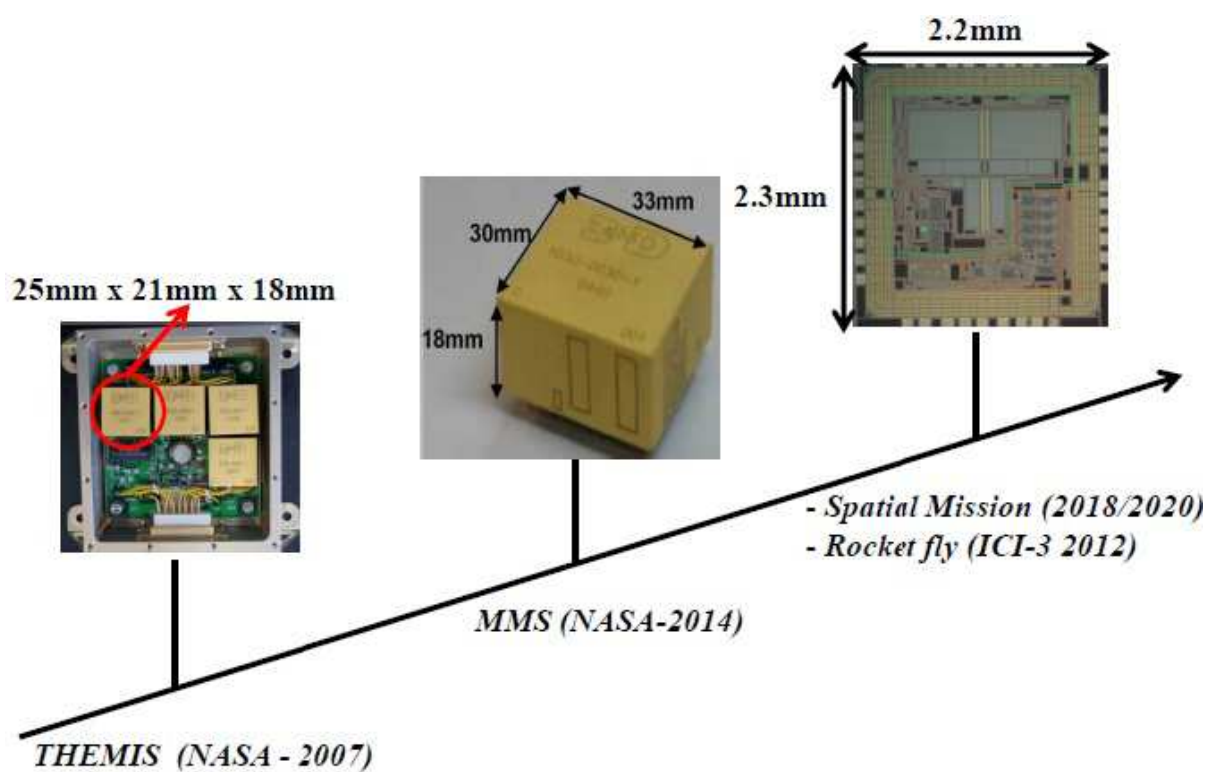 2.2mm
2.3mm
33mm
30mm
18mm
25mm x 21mm x 18mm
- Spatial Mission (2018/2020)
- Rocket fly (ICI-3 2012)
MMS (NASA-2014)
THEMIS (NASA - 2007)